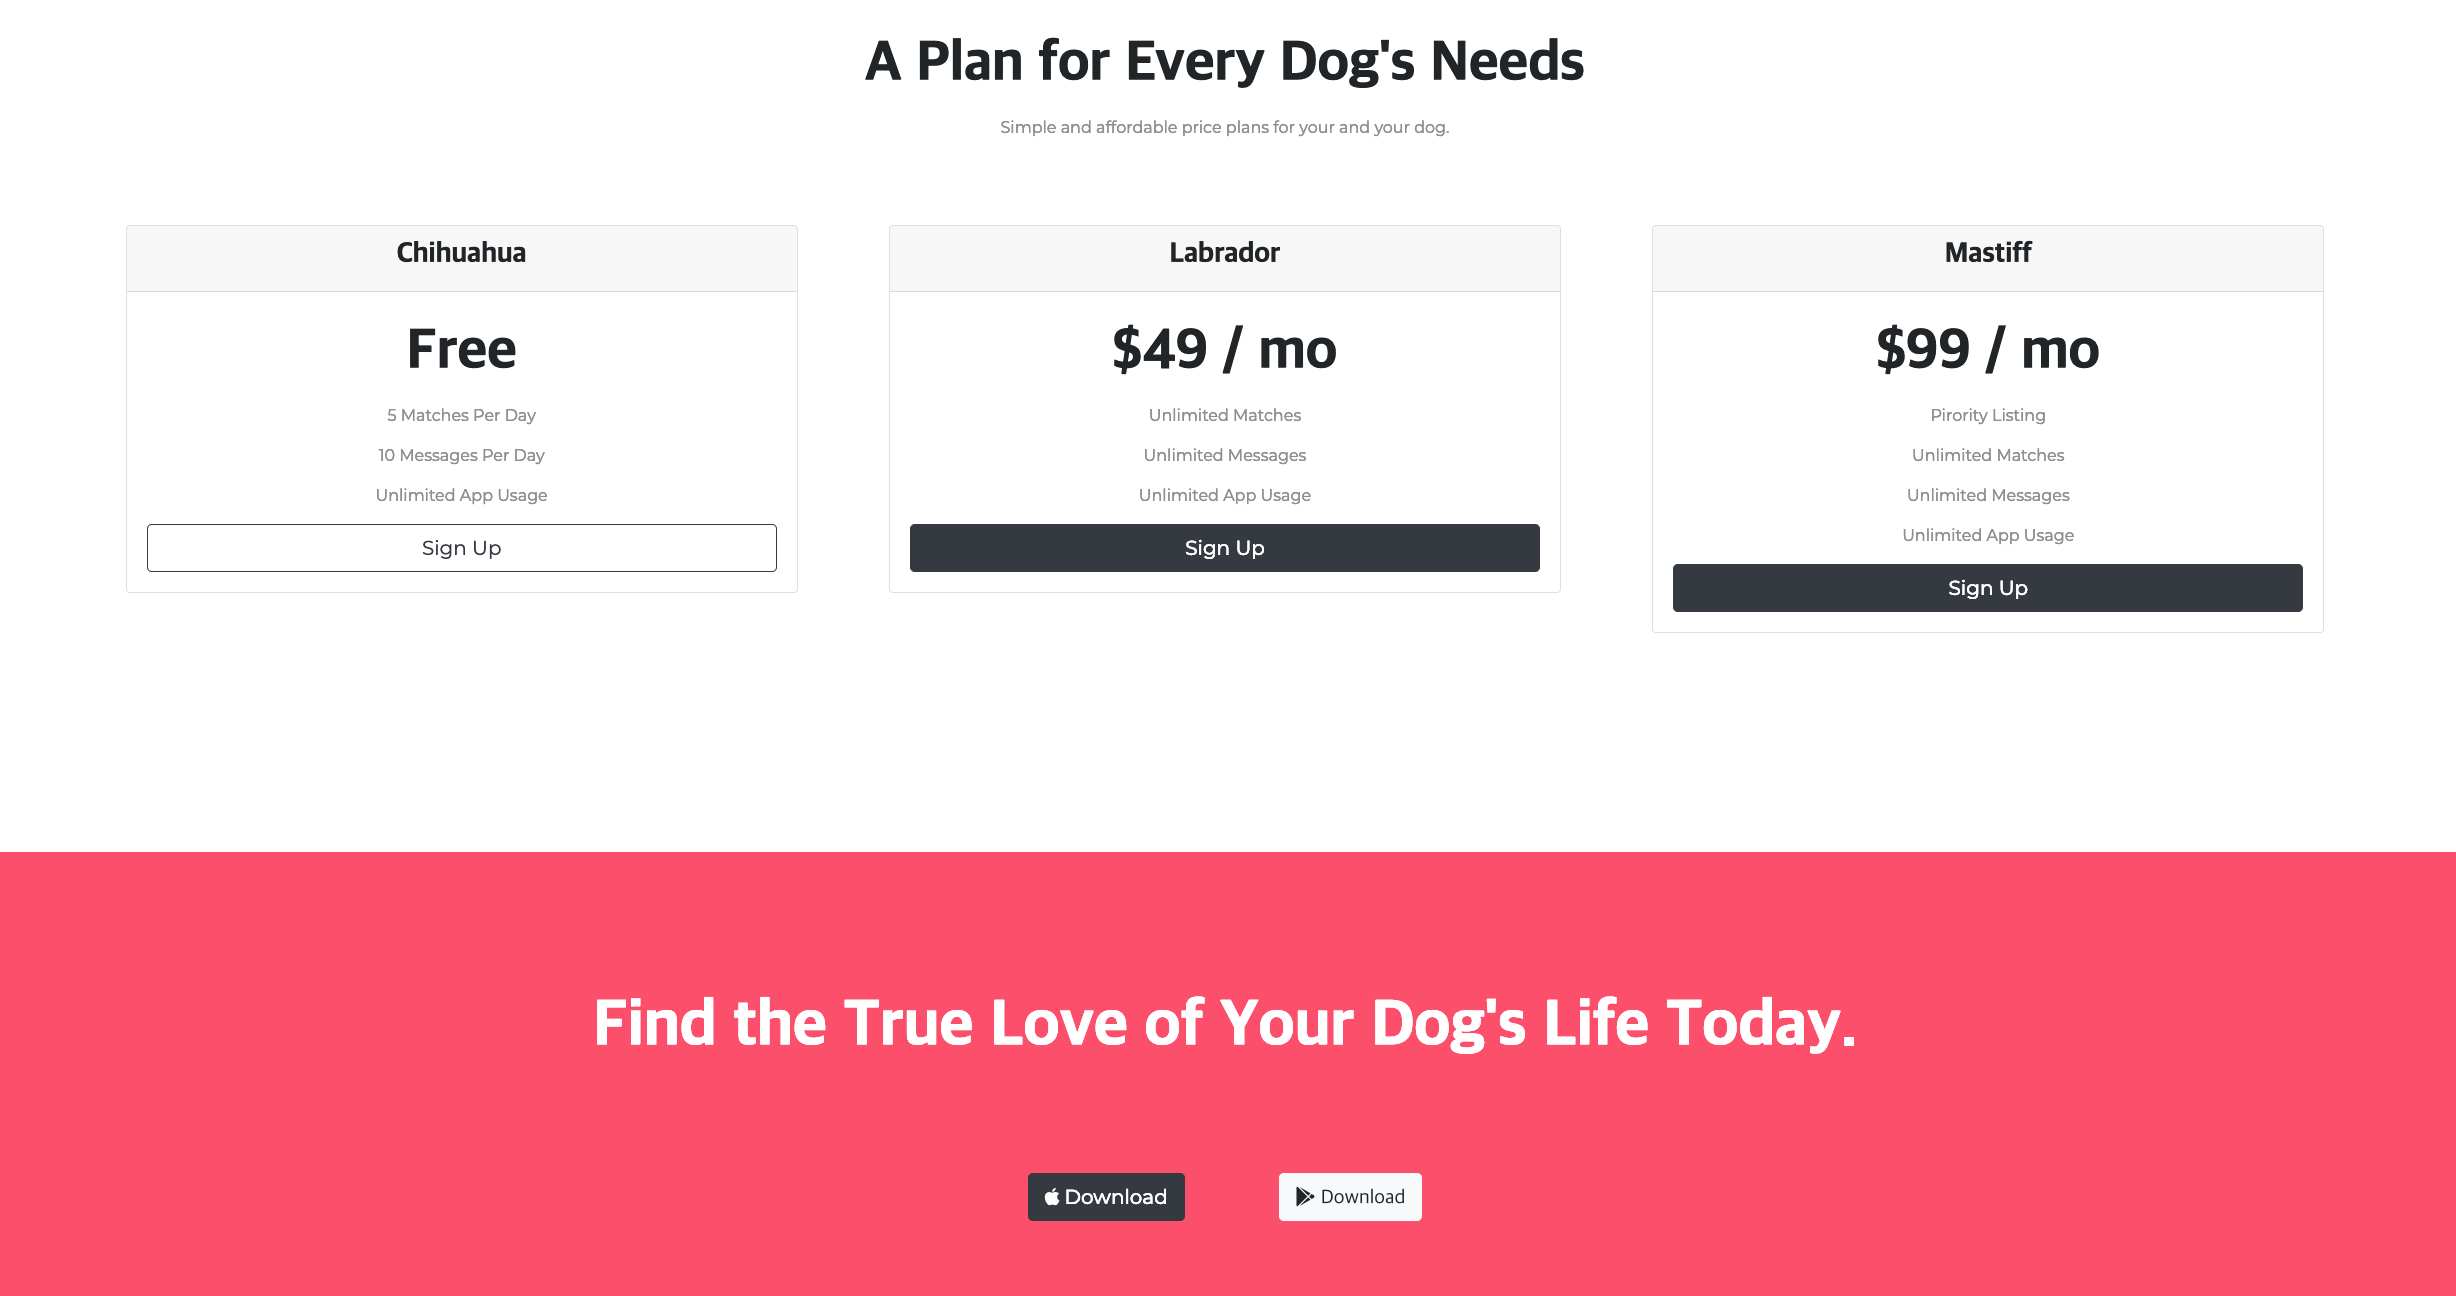 A Plan for Every Dog's Needs
Simple and affordable price plans for your and your dog.
Chihuahua
Free
5 Matches Per Day
10 Messages Per Day
Unlimited App Usage
Sign Up
Labrador
$49 / mo
Unlimited Matches
Unlimited Messages
Unlimited App Usage
Sign Up
Mastiff
$99 / mo
Pirority Listing
Unlimited Matches
Unlimited Messages
Unlimited App Usage
Sign Up
Find the True Love of Your Dog's Life Today.
Download
Download